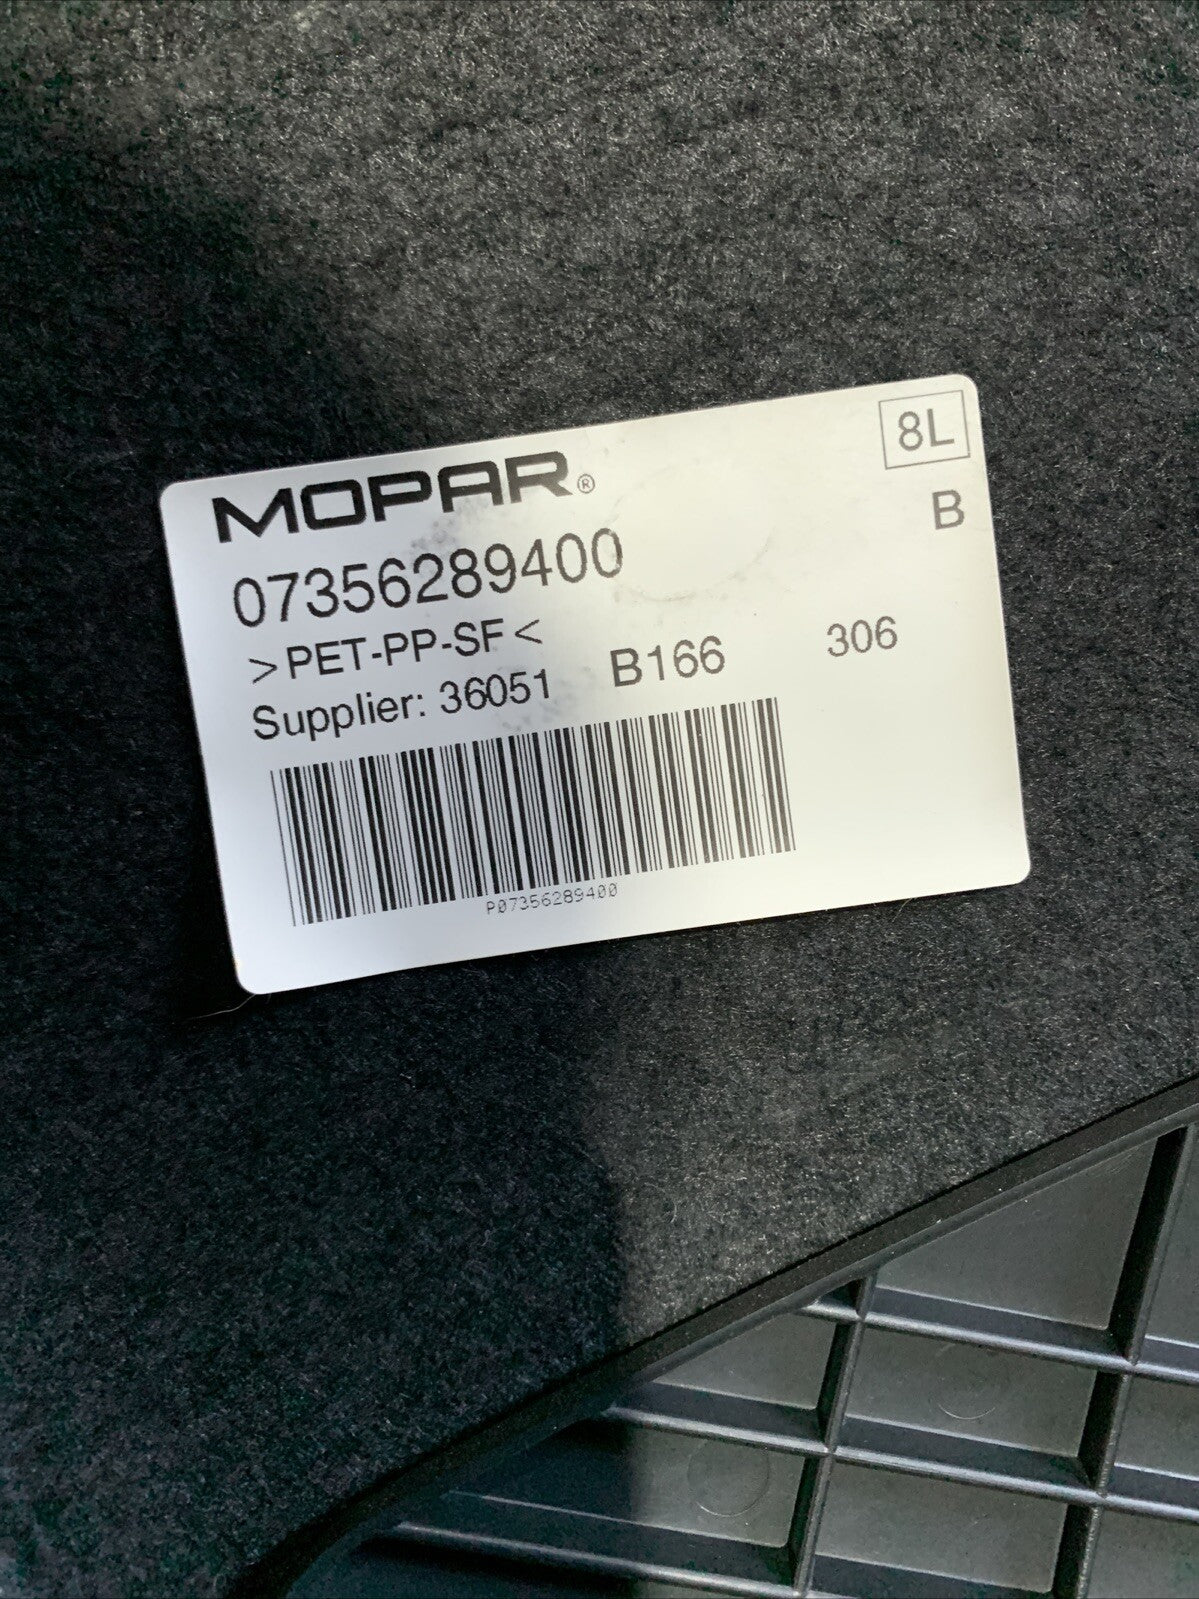 8L
MOPAR®
B
07356289400
>PET-PP-SF<
Supplier: 36051 B166 306
P07356289400